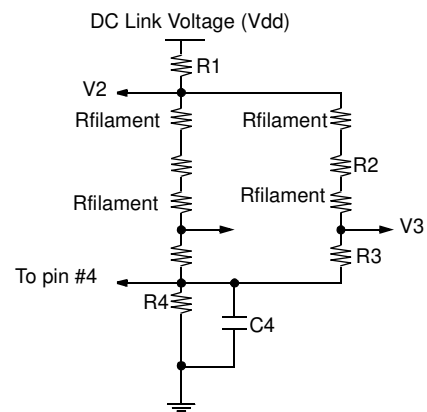 DC Link Voltage (Vdd)
R1
V2
Rfilament
Rfilament
R2
Rfilament
Rfilament
V3
R3
To pin #4
R4
C4